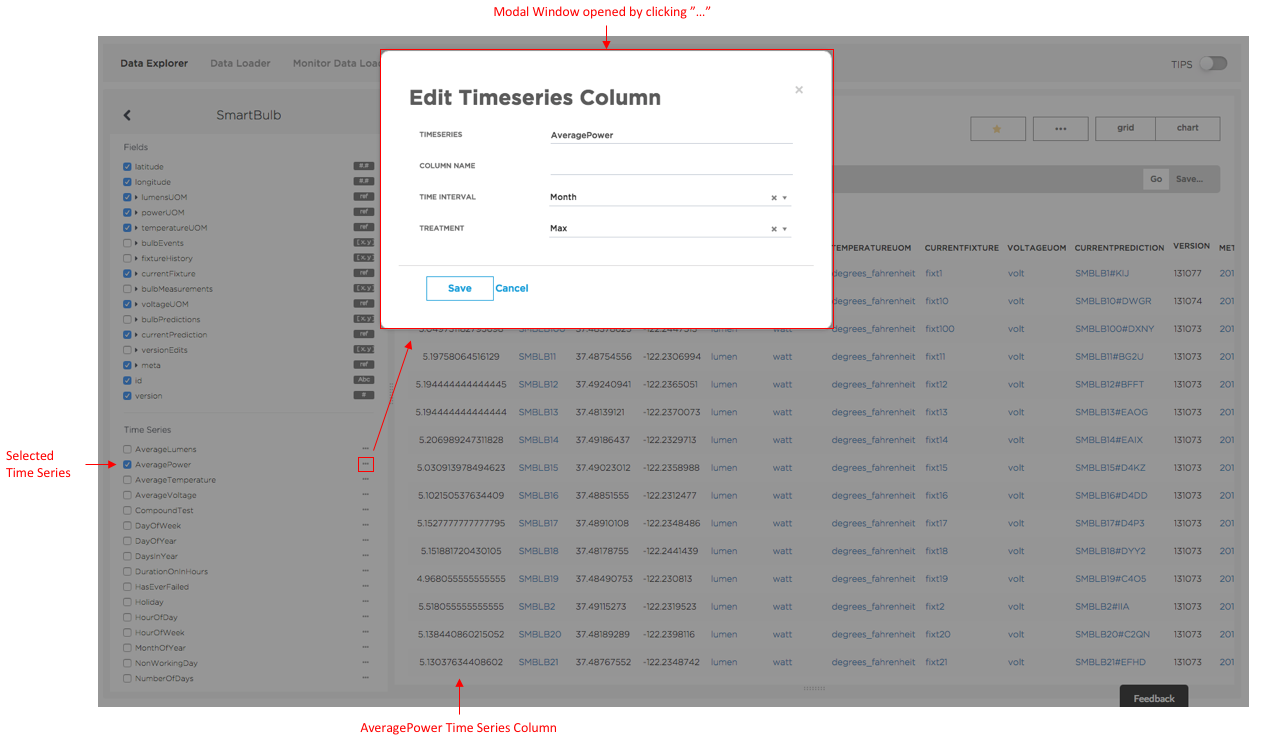 Modal Window opened by clicking "..."
Data Explorer Data Loader Monitor Data Loa
TIPS
Edit Timeseries Column ×
TIMESERIES AveragePower
COLUMN NAME
TIME INTERVAL Month × ▾
TREATMENT Max × ▾
Save Cancel
SmartBulb
Fields
latitude #.#
longitude #.#
lumensUOM ref
powerUOM ref
temperatureUOM ref
bulbEvents [x,y]
fixtureHistory [x,y]
currentFixture ref
bulbMeasurements [x,y]
voltageUOM ref
bulbPredictions [x,y]
currentPrediction ref
versionEdits [x,y]
meta ref
id Abc
version #
Time Series
AverageLumens ...
AveragePower ...
AverageTemperature ...
AverageVoltage ...
CompoundTest ...
DayOfWeek ...
DayOfYear ...
DaysInYear ...
DurationOnInHours ...
HasEverFailed ...
Holiday ...
HourOfDay ...
HourOfWeek ...
MonthOfYear ...
NonWorkingDay ...
NumberOfDays ...
Selected
Time Series
... grid chart
Go Save...
TEMPERATUREUOM CURRENTFIXTURE VOLTAGEUOM CURRENTPREDICTION VERSION MET
degrees_fahrenheit fixt1 volt SMBLB1#KIJ 131077 201
degrees_fahrenheit fixt10 volt SMBLB10#DWGR 131074 201
degrees_fahrenheit fixt100 volt SMBLB100#DXNY 131073 201
5.19758064516129 SMBLB11 37.48754556 -122.2306994 lumen watt degrees_fahrenheit fixt11 volt SMBLB11#BG2U 131073 201
5.194444444444445 SMBLB12 37.49240941 -122.2365051 lumen watt degrees_fahrenheit fixt12 volt SMBLB12#BFFT 131073 201
5.194444444444444 SMBLB13 37.48139121 -122.2370073 lumen watt degrees_fahrenheit fixt13 volt SMBLB13#EAOG 131073 201
5.206989247311828 SMBLB14 37.49186437 -122.2329713 lumen watt degrees_fahrenheit fixt14 volt SMBLB14#EAIX 131073 201
5.030913978494623 SMBLB15 37.49023012 -122.2358988 lumen watt degrees_fahrenheit fixt15 volt SMBLB15#D4KZ 131073 201
5.102150537634409 SMBLB16 37.48851555 -122.2312477 lumen watt degrees_fahrenheit fixt16 volt SMBLB16#D4DD 131073 201
5.1527777777777795 SMBLB17 37.48910108 -122.2348486 lumen watt degrees_fahrenheit fixt17 volt SMBLB17#D4P3 131073 201
5.151881720430105 SMBLB18 37.48178755 -122.2441439 lumen watt degrees_fahrenheit fixt18 volt SMBLB18#DYY2 131073 201
4.968055555555555 SMBLB19 37.48490753 -122.230813 lumen watt degrees_fahrenheit fixt19 volt SMBLB19#C4O5 131073 201
5.518055555555555 SMBLB2 37.49115273 -122.2319523 lumen watt degrees_fahrenheit fixt2 volt SMBLB2#IIA 131073 201
5.138440860215052 SMBLB20 37.48189289 -122.2398116 lumen watt degrees_fahrenheit fixt20 volt SMBLB20#C2QN 131073 201
5.13037634408602 SMBLB21 37.48767552 -122.2348742 lumen watt degrees_fahrenheit fixt21 volt SMBLB21#EFHD 131073 201
Feedback
AveragePower Time Series Column